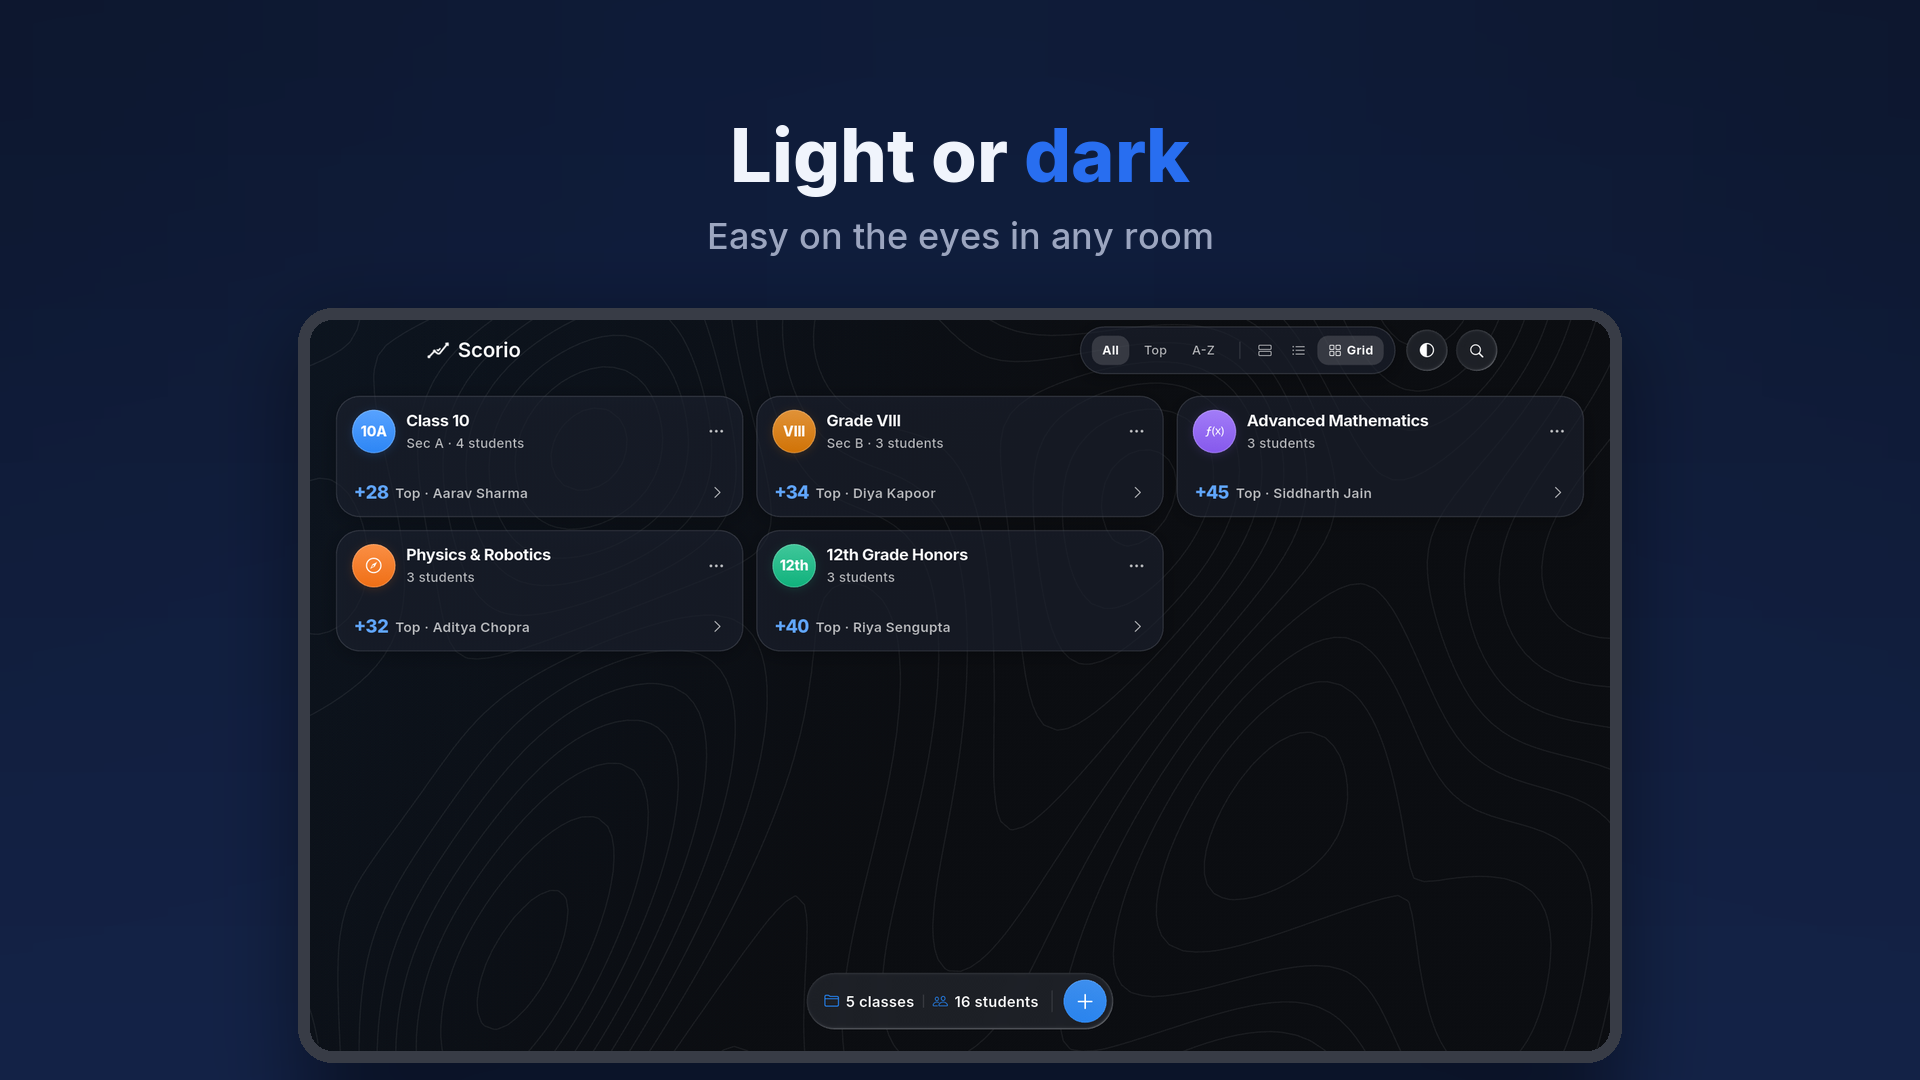 Light or dark
Easy on the eyes in any room
Scorio
All Top A-Z Grid
10A Class 10
Sec A · 4 students
+28 Top · Aarav Sharma
VIII Grade VIII
Sec B · 3 students
+34 Top · Diya Kapoor
f(x) Advanced Mathematics
3 students
+45 Top · Siddharth Jain
Physics & Robotics
3 students
+32 Top · Aditya Chopra
12th 12th Grade Honors
3 students
+40 Top · Riya Sengupta
5 classes 16 students